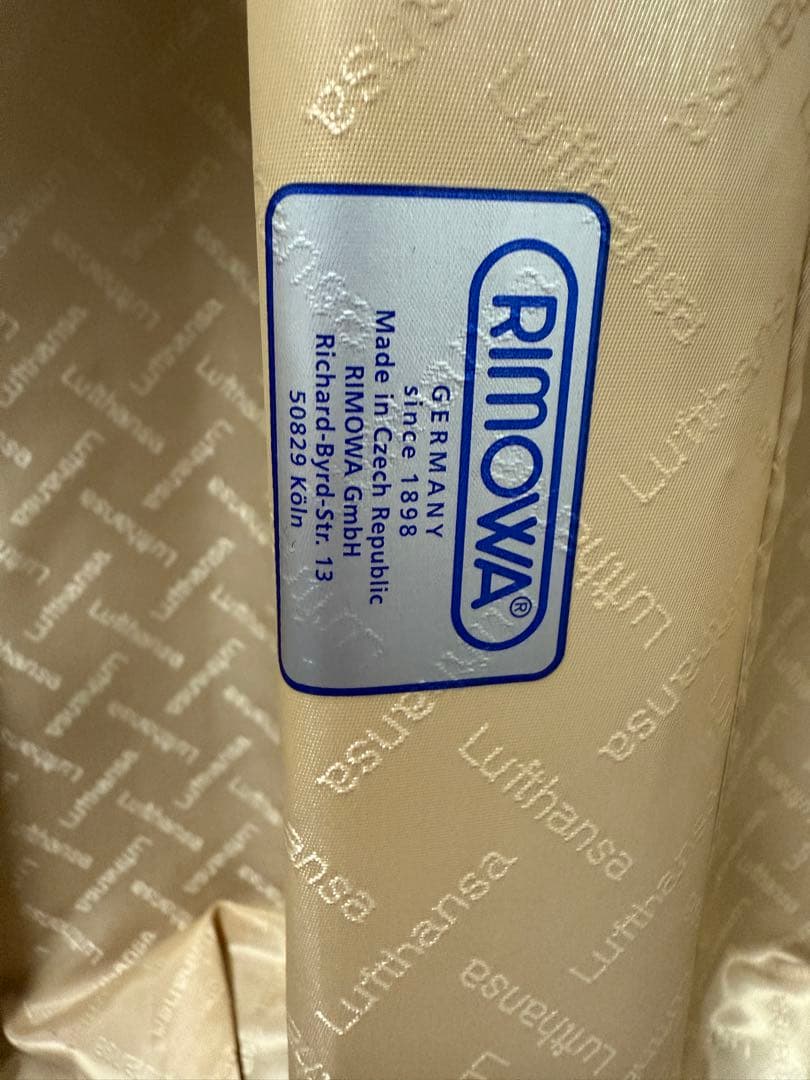 RIMOWA®
GERMANY
since 1898
Made in Czech Republic
RIMOWA GmbH
Richard-Byrd-Str. 13
50829 Köln
Lufthansa
Lufthansa
Lufthansa
Lufthansa